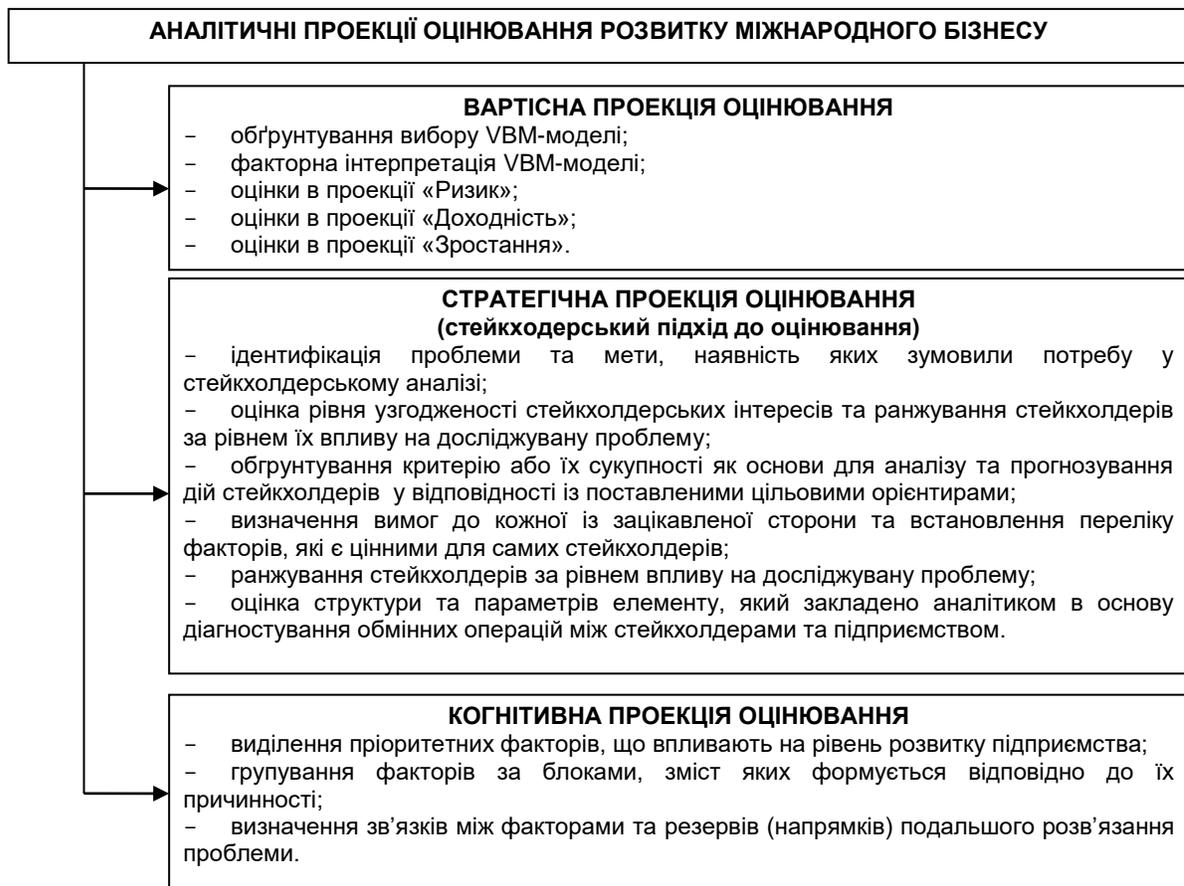 АНАЛІТИЧНІ ПРОЕКЦІЇ ОЦІНЮВАННЯ РОЗВИТКУ МІЖНАРОДНОГО БІЗНЕСУ
ВАРТІСНА ПРОЕКЦІЯ ОЦІНЮВАННЯ
− обґрунтування вибору VBM-моделі;
− факторна інтерпретація VBM-моделі;
− оцінки в проекції «Ризик»;
− оцінки в проекції «Доходність»;
− оцінки в проекції «Зростання».
СТРАТЕГІЧНА ПРОЕКЦІЯ ОЦІНЮВАННЯ
(стейкходерський підхід до оцінювання)
− ідентифікація проблеми та мети, наявність яких зумовили потребу у
стейкхолдерському аналізі;
− оцінка рівня узгодженості стейкхолдерських інтересів та ранжування стейкхолдерів
за рівнем їх впливу на досліджувану проблему;
− обгрунтування критерію або їх сукупності як основи для аналізу та прогнозування
дій стейкхолдерів у відповідності із поставленими цільовими орієнтирами;
− визначення вимог до кожної із зацікавленої сторони та встановлення переліку
факторів, які є цінними для самих стейкхолдерів;
− ранжування стейкхолдерів за рівнем впливу на досліджувану проблему;
− оцінка структури та параметрів елементу, який закладено аналітиком в основу
діагностування обмінних операцій між стейкхолдерами та підприємством.
КОГНІТИВНА ПРОЕКЦІЯ ОЦІНЮВАННЯ
− виділення пріоритетних факторів, що впливають на рівень розвитку підприємства;
− групування факторів за блоками, зміст яких формується відповідно до їх
причинності;
− визначення зв’язків між факторами та резервів (напрямків) подальшого розв’язання
проблеми.